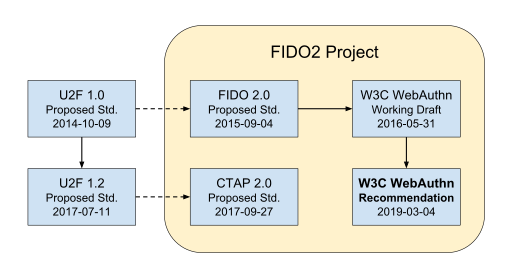 FIDO2 Project
U2F 1.0
Proposed Std.
2014-10-09
FIDO 2.0
Proposed Std.
2015-09-04
W3C WebAuthn
Working Draft
2016-05-31
U2F 1.2
Proposed Std.
2017-07-11
CTAP 2.0
Proposed Std.
2017-09-27
W3C WebAuthn
Recommendation
2019-03-04